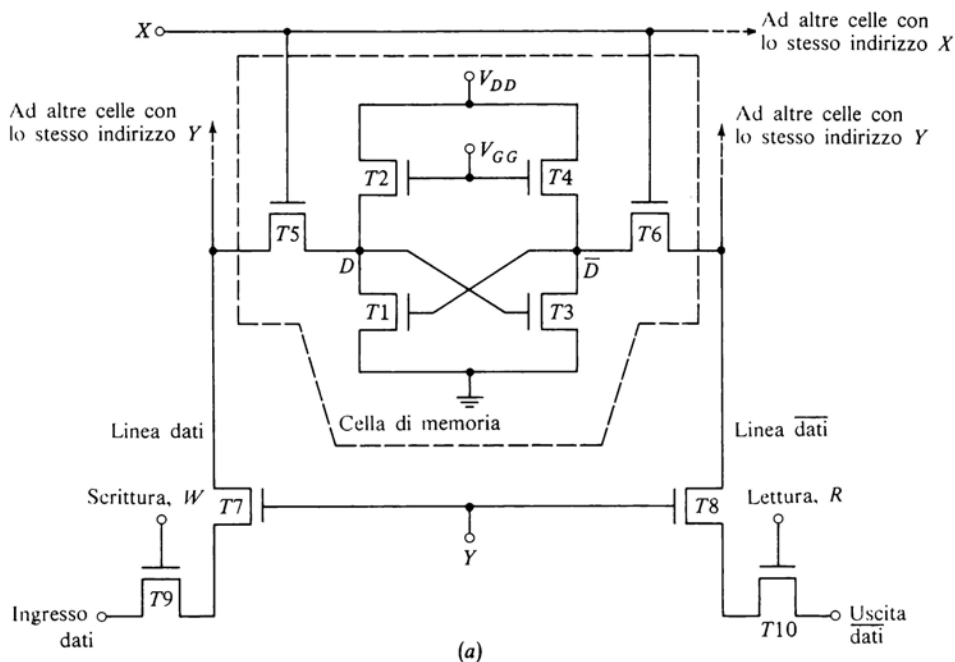 X
Ad altre celle con
lo stesso indirizzo X
V_DD
Ad altre celle con
lo stesso indirizzo Y
Ad altre celle con
lo stesso indirizzo Y
V_GG
T2
T4
T5
T6
D
D̅
T1
T3
Cella di memoria
Linea dati
Linea d̅a̅t̅i̅
Scrittura, W
T7
T8
Lettura, R
Y
T9
T10
Ingresso
dati
Uscita
d̅a̅t̅i̅
(a)